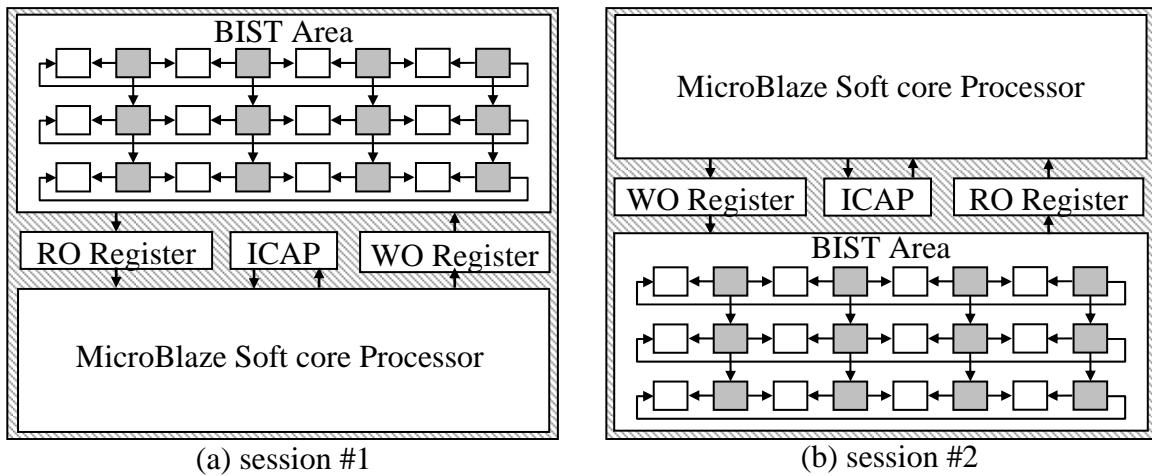 BIST Area
RO Register
ICAP
WO Register
MicroBlaze Soft core Processor
(a) session #1
MicroBlaze Soft core Processor
WO Register
ICAP
RO Register
BIST Area
(b) session #2